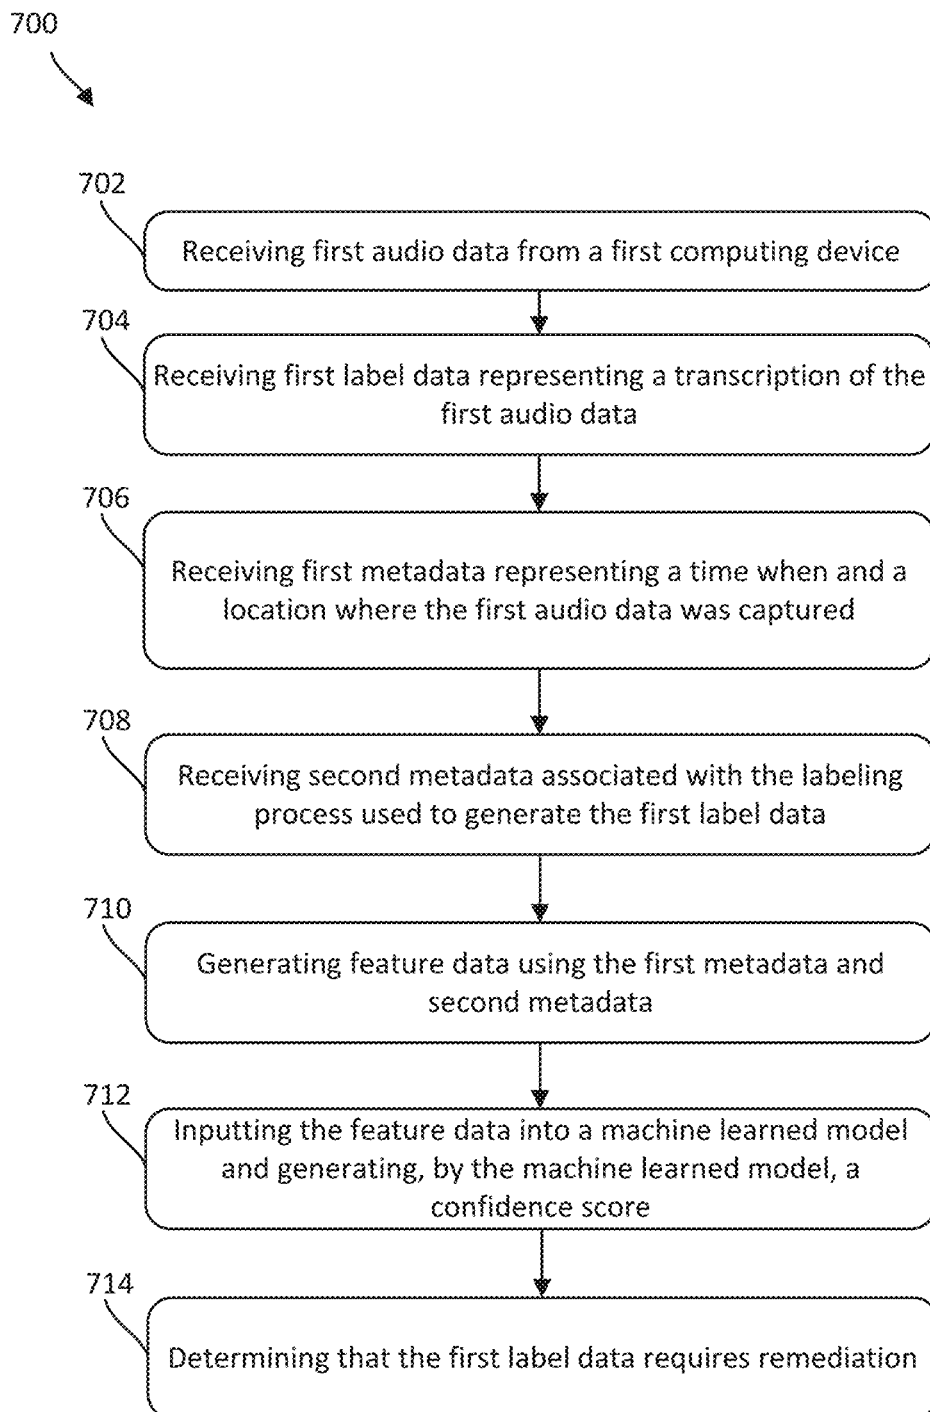 700
702
Receiving first audio data from a first computing device
704
Receiving first label data representing a transcription of the
first audio data
706
Receiving first metadata representing a time when and a
location where the first audio data was captured
708
Receiving second metadata associated with the labeling
process used to generate the first label data
710
Generating feature data using the first metadata and
second metadata
712
Inputting the feature data into a machine learned model
and generating, by the machine learned model, a
confidence score
714
Determining that the first label data requires remediation